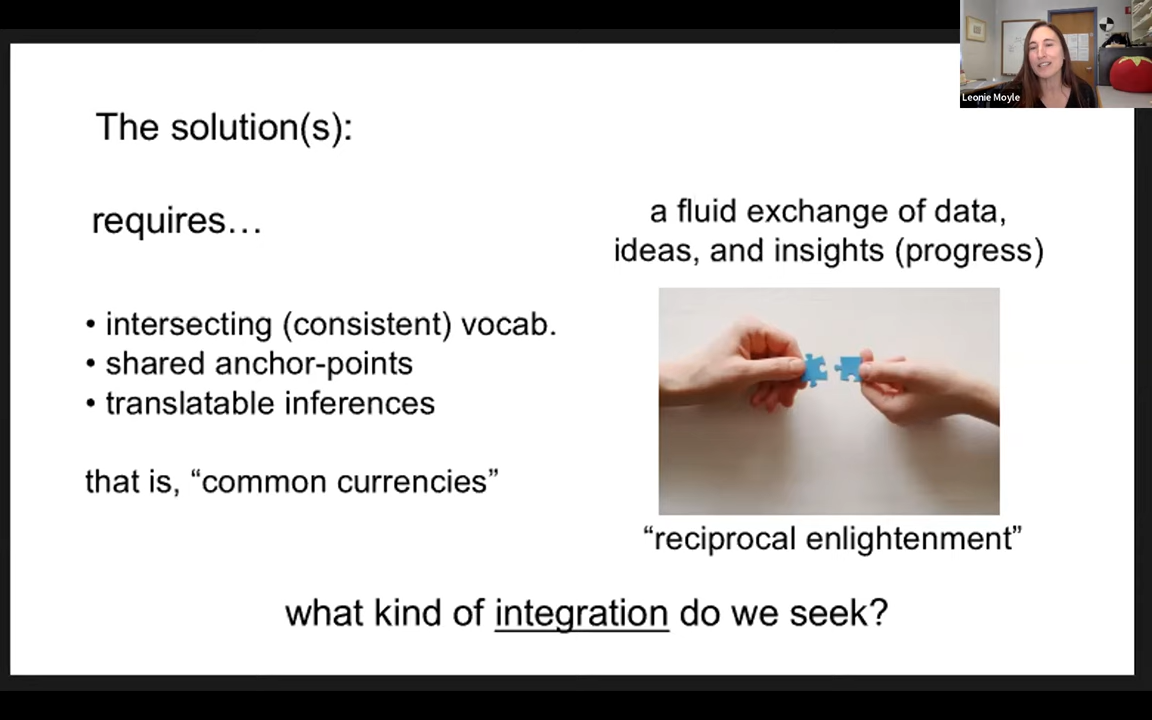 Leonie Moyle
The solution(s):
requires…
• intersecting (consistent) vocab.
• shared anchor-points
• translatable inferences
that is, “common currencies”
a fluid exchange of data,
ideas, and insights (progress)
“reciprocal enlightenment”
what kind of integration do we seek?